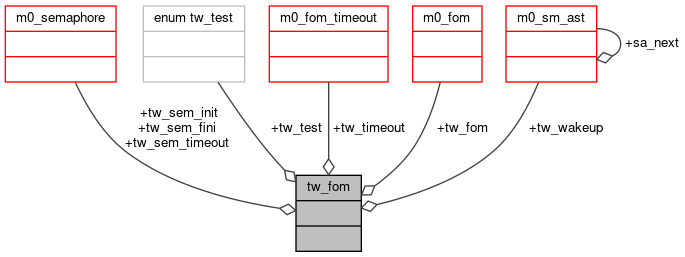 m0_semaphore
enum tw_test
m0_fom_timeout
m0_fom
m0_sm_ast
+sa_next
+tw_sem_init
+tw_sem_fini
+tw_sem_timeout
+tw_test
+tw_timeout
+tw_fom
+tw_wakeup
tw_fom